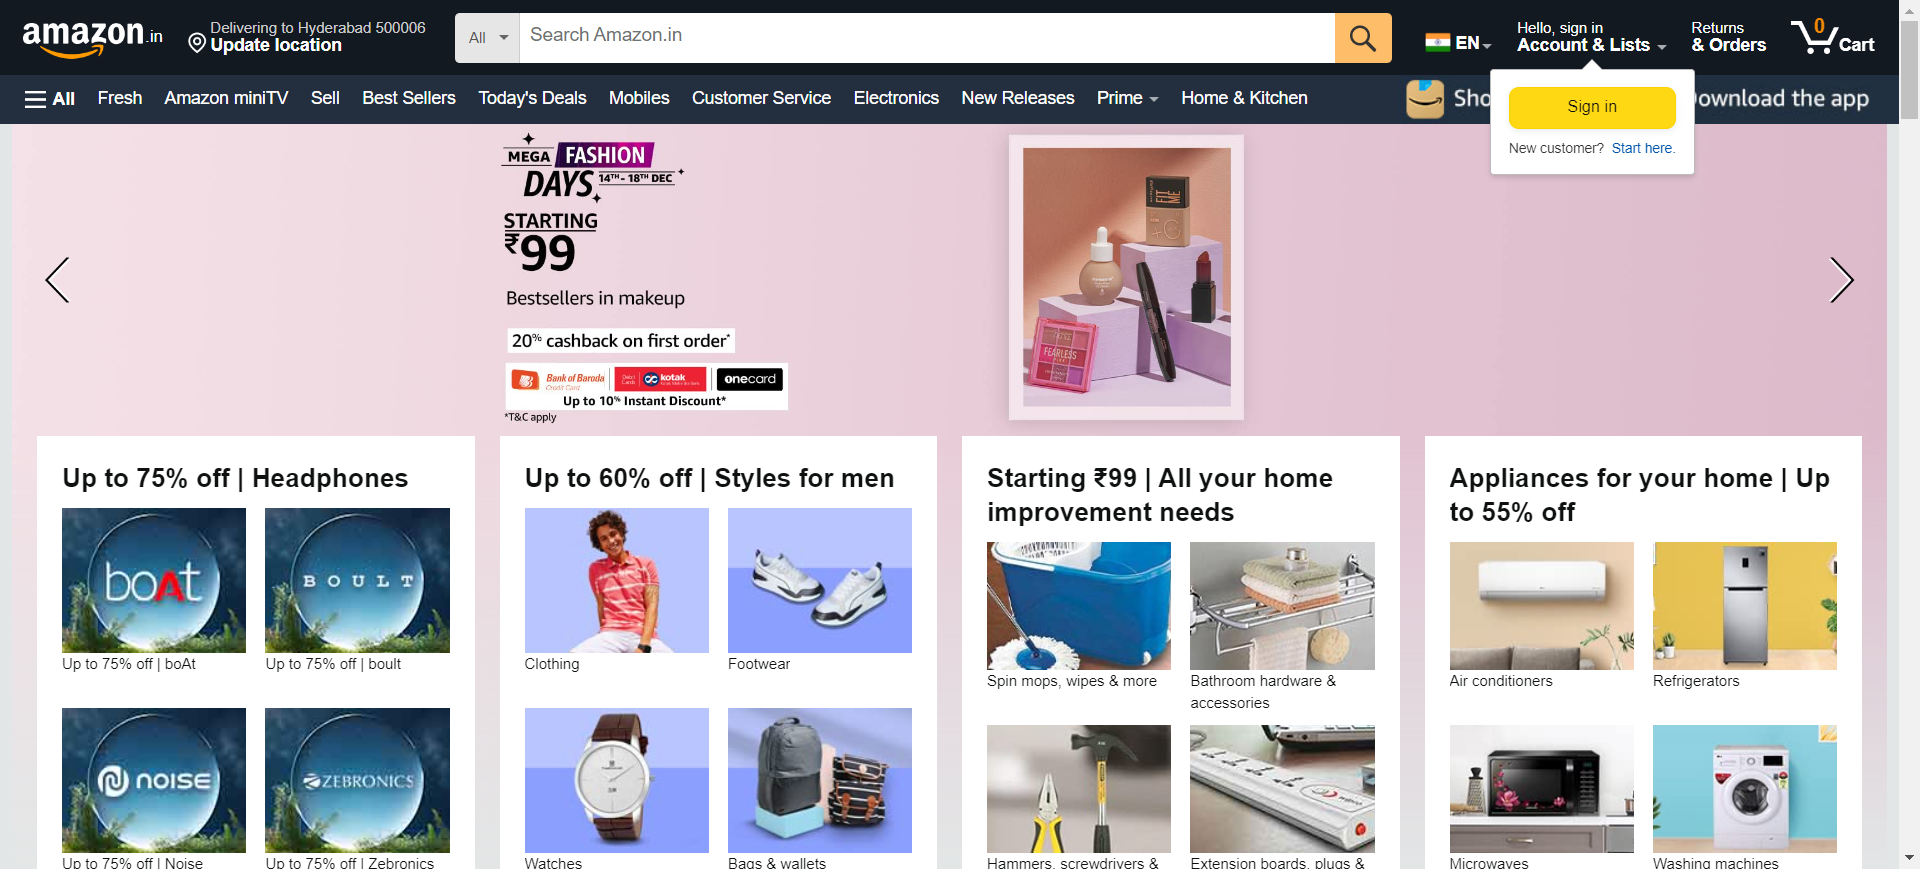 amazon.in
Delivering to Hyderabad 500006
Update location
All
Search Amazon.in
EN
Hello, sign in
Account & Lists
Returns
& Orders
0
Cart
All
Fresh
Amazon miniTV
Sell
Best Sellers
Today's Deals
Mobiles
Customer Service
Electronics
New Releases
Prime
Home & Kitchen
Sho
ownload the app
Sign in
New customer? Start here.
MEGA FASHION
DAYS 14TH - 18TH DEC
STARTING
₹99
Bestsellers in makeup
20% cashback on first order*
Bank of Baroda
Credit Card
kotak
onecard
Up to 10% Instant Discount*
*T&C apply
FIT
ME
FEARLESS
Up to 75% off | Headphones
boAt
BOULT
Up to 75% off | boAt
Up to 75% off | boult
NOISE
ZEBRONICS
Up to 75% off | Noise
Up to 75% off | Zebronics
Up to 60% off | Styles for men
Clothing
Footwear
Watches
Bags & wallets
Starting ₹99 | All your home
improvement needs
Spin mops, wipes & more
Bathroom hardware &
accessories
Hammers, screwdrivers &
Extension boards, plugs &
Appliances for your home | Up
to 55% off
Air conditioners
Refrigerators
Microwaves
Washing machines